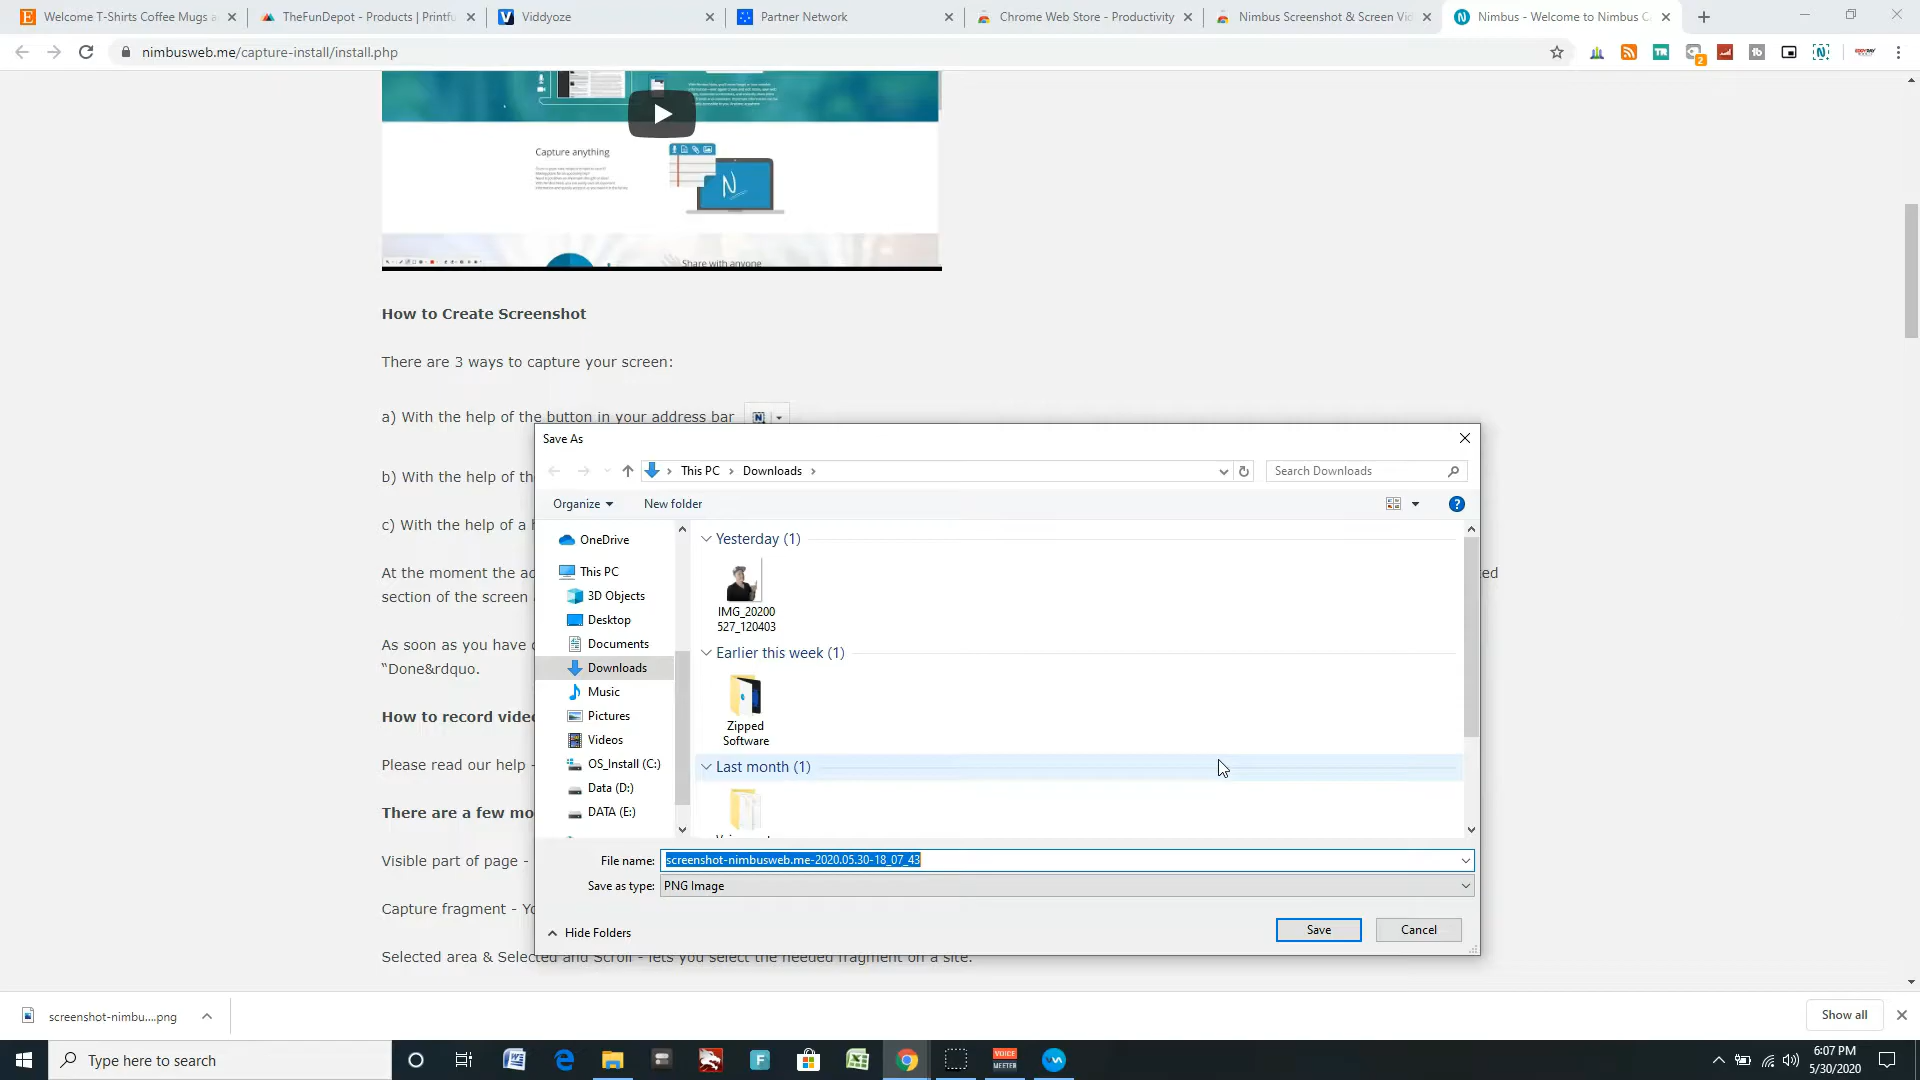 Welcome T-Shirts Coffee Mugs a
TheFunDepot - Products | Printfu
Viddyoze
Partner Network
Chrome Web Store - Productivity
Nimbus Screenshot & Screen Vid
Nimbus - Welcome to Nimbus C
nimbusweb.me/capture-install/install.php
Capture anything
Share with anyone
How to Create Screenshot
There are 3 ways to capture your screen:
a) With the help of the button in your address bar
b) With the help of th
c) With the help of a h
At the moment the ac
ed
section of the screen
As soon as you have
“Done&rdquo.
How to record vide
Please read our help -
There are a few mo
Visible part of page -
Capture fragment - Yo
Selected area & Selected and Scroll - lets you select the needed fragment on a site.
Save As
This PC
Downloads
Search Downloads
Organize
New folder
OneDrive
This PC
3D Objects
Desktop
Documents
Downloads
Music
Pictures
Videos
OS_Install (C:)
Data (D:)
DATA (E:)
Yesterday (1)
IMG_20200
527_120403
Earlier this week (1)
Zipped
Software
Last month (1)
File name:
screenshot-nimbusweb.me-2020.05.30-18_07_43
Save as type:
PNG Image
Hide Folders
Save
Cancel
screenshot-nimbu....png
Show all
Type here to search
VOICE
MEETER
6:07 PM
5/30/2020